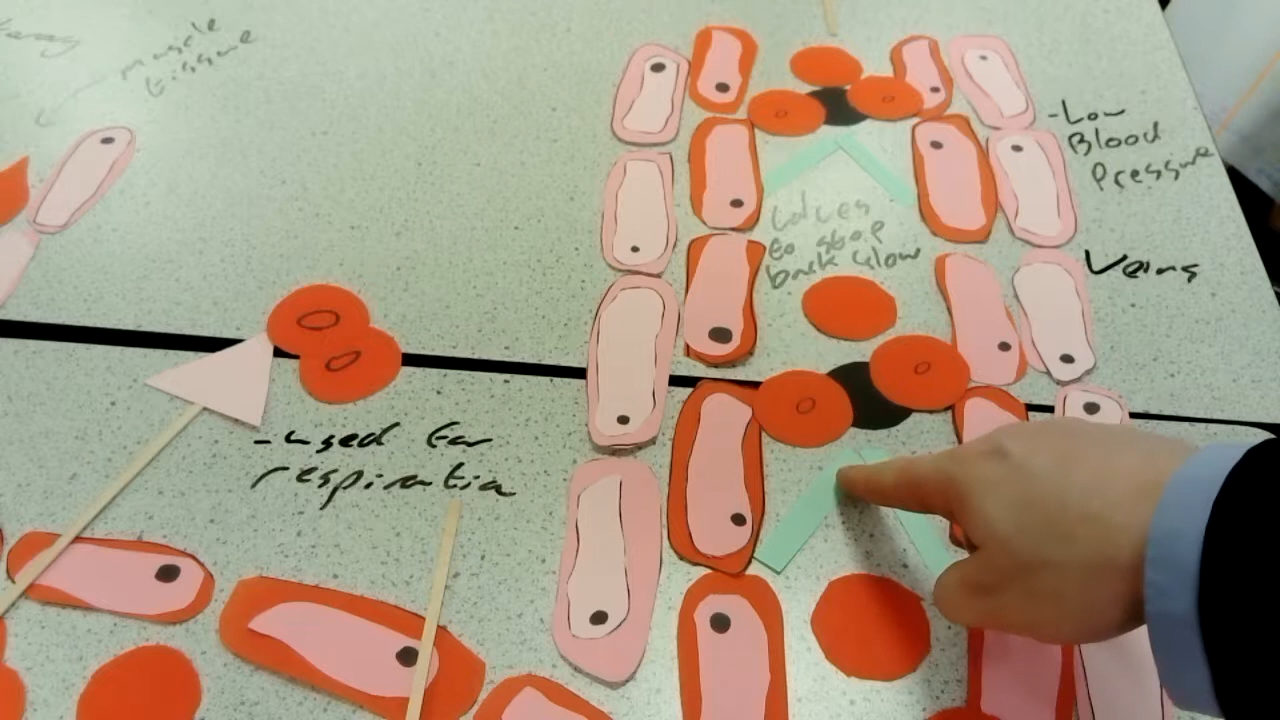 muscle
tissue
-Low
Blood
Pressure
valves
to stop
back flow
Veins
-used for
respiration